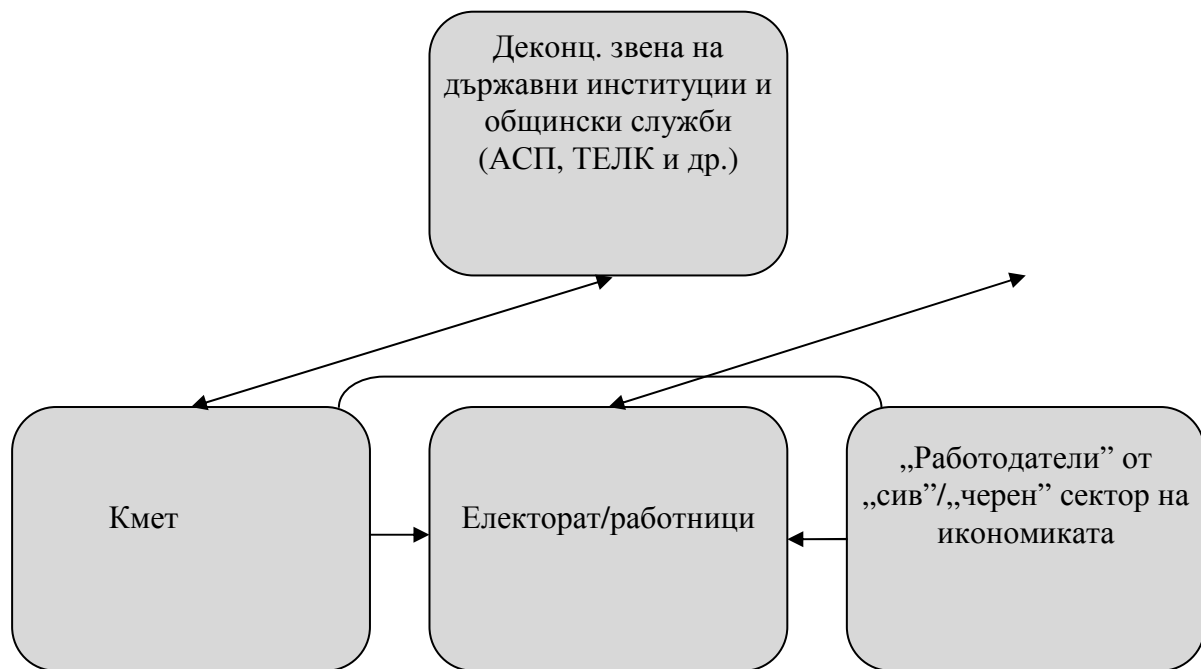 Деконц. звена на
държавни институции и
общински служби
(АСП, ТЕЛК и др.)
Кмет
Електорат/работници
„Работодатели” от
„сив”/„черен” сектор на
икономиката